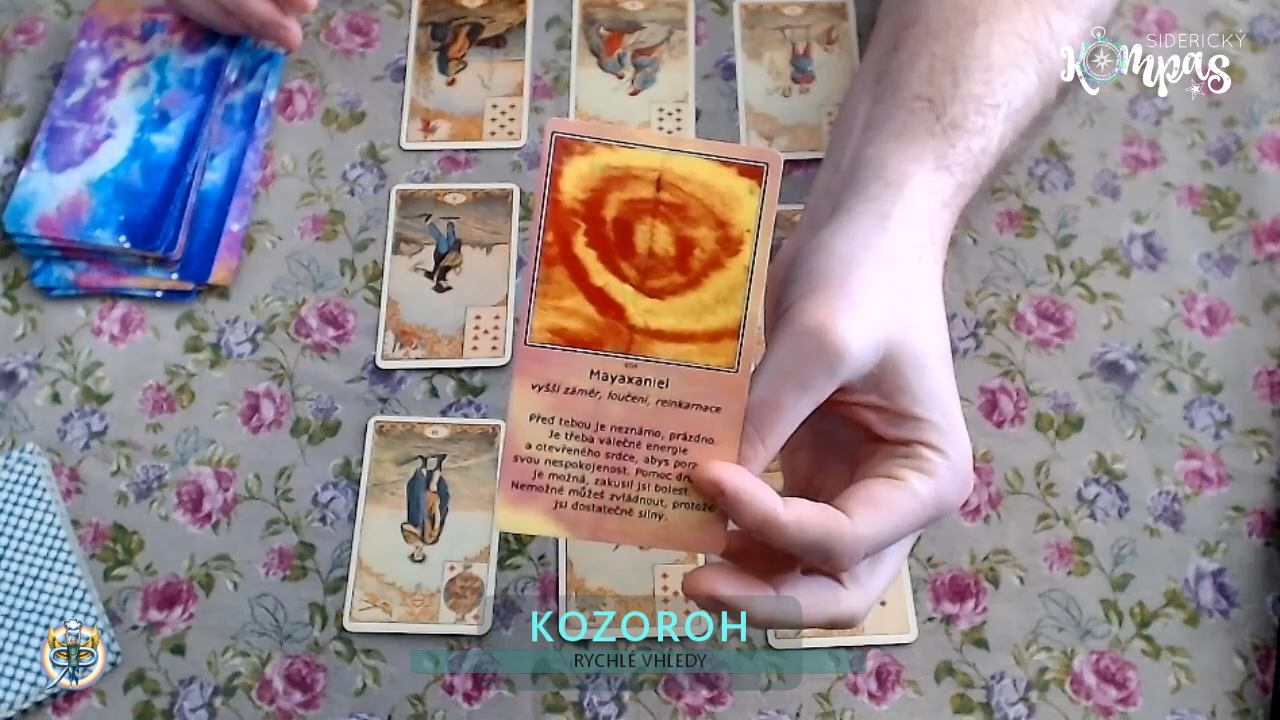 SIDERICKÝ
Kompas
Mayaxaniel
vyšší záměr, loučení, reinkarnace
Před tebou je neznámo, prázdno.
Je třeba válečné energie
a otevřeného srdce, abys
svou nespokojenost. Pomoc
je možná, zakusil jsi bolest
Nemožné můžeš zvládnout, protože
jsi dostatečně silný.
KOZOROH
RYCHLÉ VHLEDY